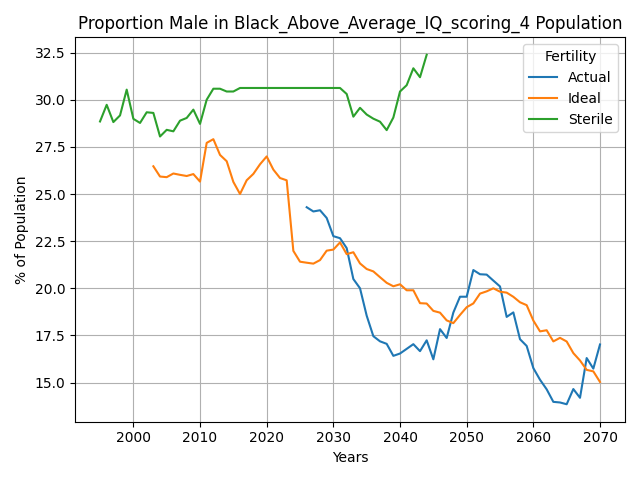 Proportion Male in Black_Above_Average_IQ_scoring_4 Population
% of Population
32.5
30.0
27.5
25.0
22.5
20.0
17.5
15.0
Fertility
Actual
Ideal
Sterile
2000
2010
2020
2030
2040
2050
2060
2070
Years